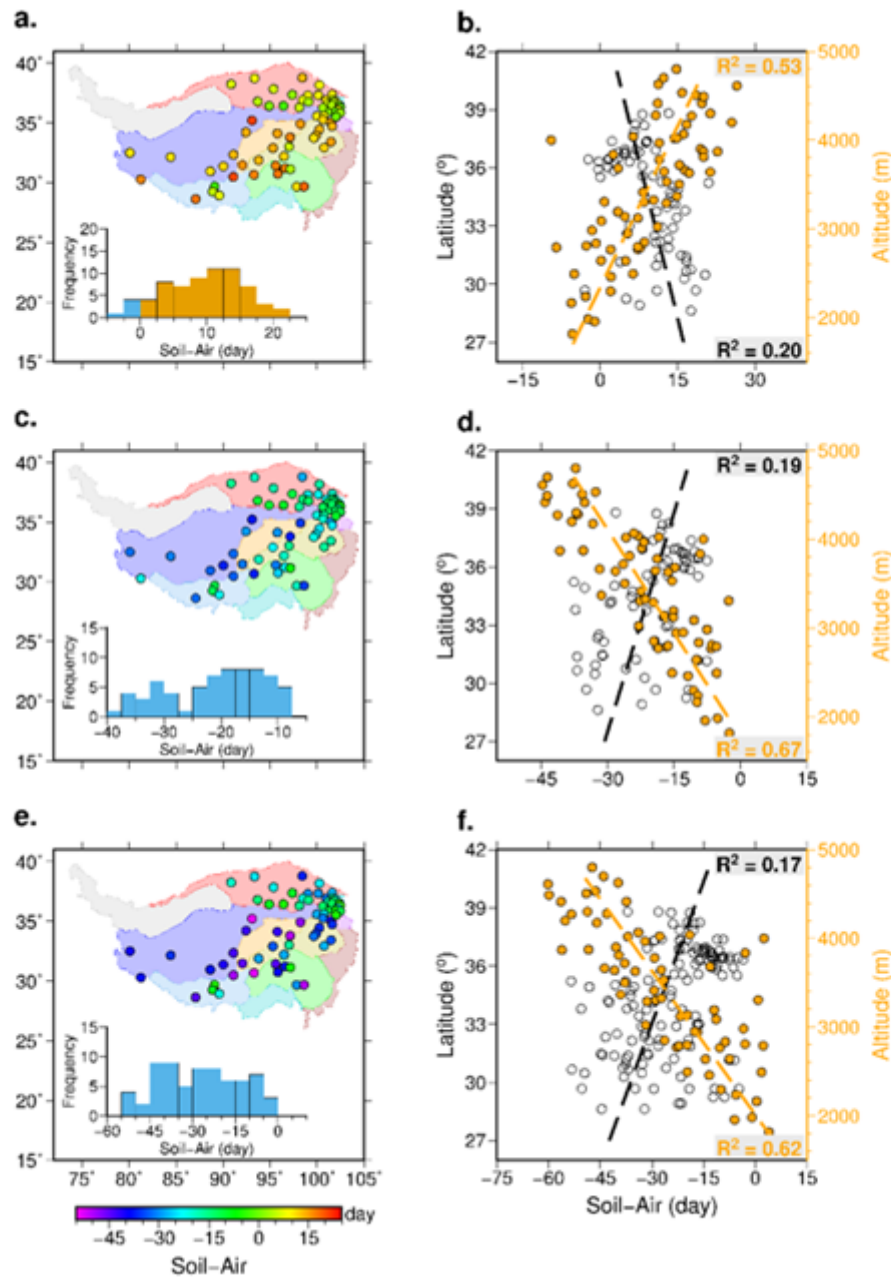 a.
40°
35°
30°
25°
20°
15°
20
15
10
5
0
Frequency
0 10 20
Soil-Air (day)
b.
42
39
36
33
30
27
Latitude (º)
R² = 0.53
R² = 0.20
5000
4000
3000
2000
Altitude (m)
-15 0 15 30
c.
40°
35°
30°
25°
20°
15°
15
10
5
0
Frequency
-40 -30 -20 -10
Soil-Air (day)
d.
42
39
36
33
30
27
Latitude (º)
R² = 0.19
R² = 0.67
5000
4000
3000
2000
Altitude (m)
-45 -30 -15 0 15
e.
40°
35°
30°
25°
20°
15°
15
10
5
0
Frequency
-60 -45 -30 -15 0
Soil-Air (day)
75° 80° 85° 90° 95° 100° 105°
day
-45 -30 -15 0 15
Soil-Air
f.
42
39
36
33
30
27
Latitude (º)
R² = 0.17
R² = 0.62
5000
4000
3000
2000
Altitude (m)
-75 -60 -45 -30 -15 0 15
Soil-Air (day)